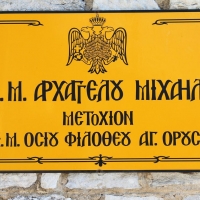 . Μ. ΑΡΧΑΓΓΕΛΟΥ ΜΙΧΑΗΛ
ΜΕΤΟΧΙΟΝ
. Μ. ΟΣΙΟΥ ΦΙΛΟΘΕΟΥ ΑΓ. ΟΡΟΥΣ